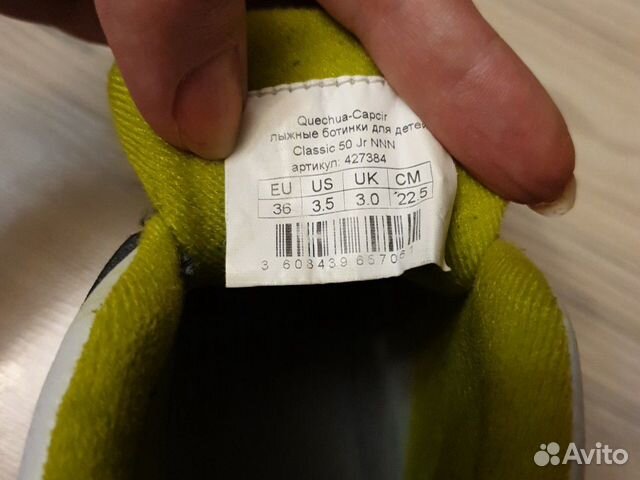 Quechua-Capcir
лыжные ботинки для детей
Classic 50 Jr NNN
артикул: 427384
EU US UK CM
36 3.5 3.0 22.5
3 608439 65706
Avito